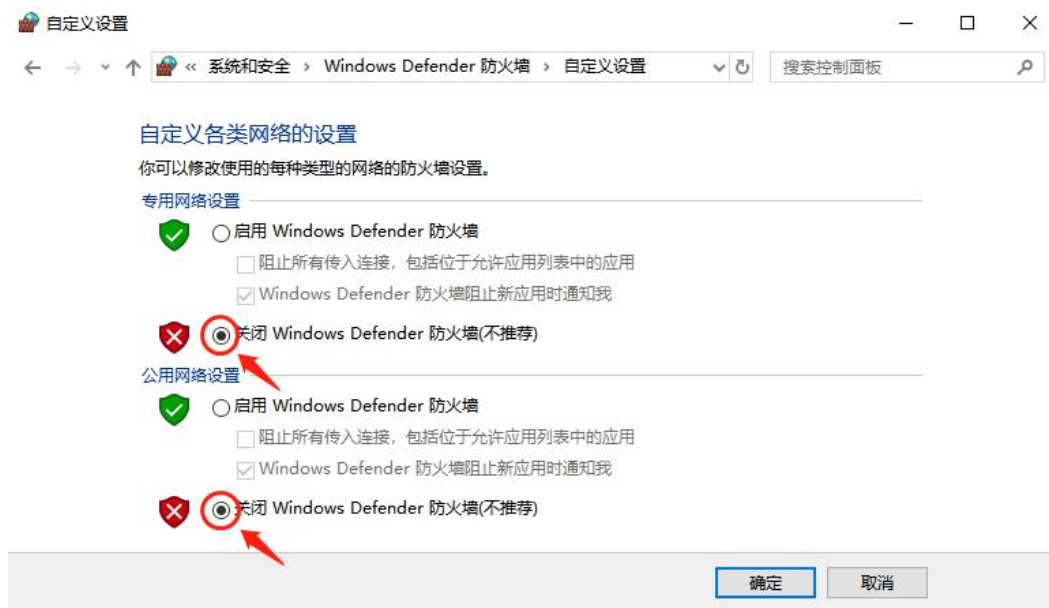 自定义设置
« 系统和安全 › Windows Defender 防火墙 › 自定义设置
搜索控制面板
自定义各类网络的设置
你可以修改使用的每种类型的网络的防火墙设置。
专用网络设置
启用 Windows Defender 防火墙
阻止所有传入连接，包括位于允许应用列表中的应用
Windows Defender 防火墙阻止新应用时通知我
关闭 Windows Defender 防火墙(不推荐)
公用网络设置
启用 Windows Defender 防火墙
阻止所有传入连接，包括位于允许应用列表中的应用
Windows Defender 防火墙阻止新应用时通知我
关闭 Windows Defender 防火墙(不推荐)
确定
取消